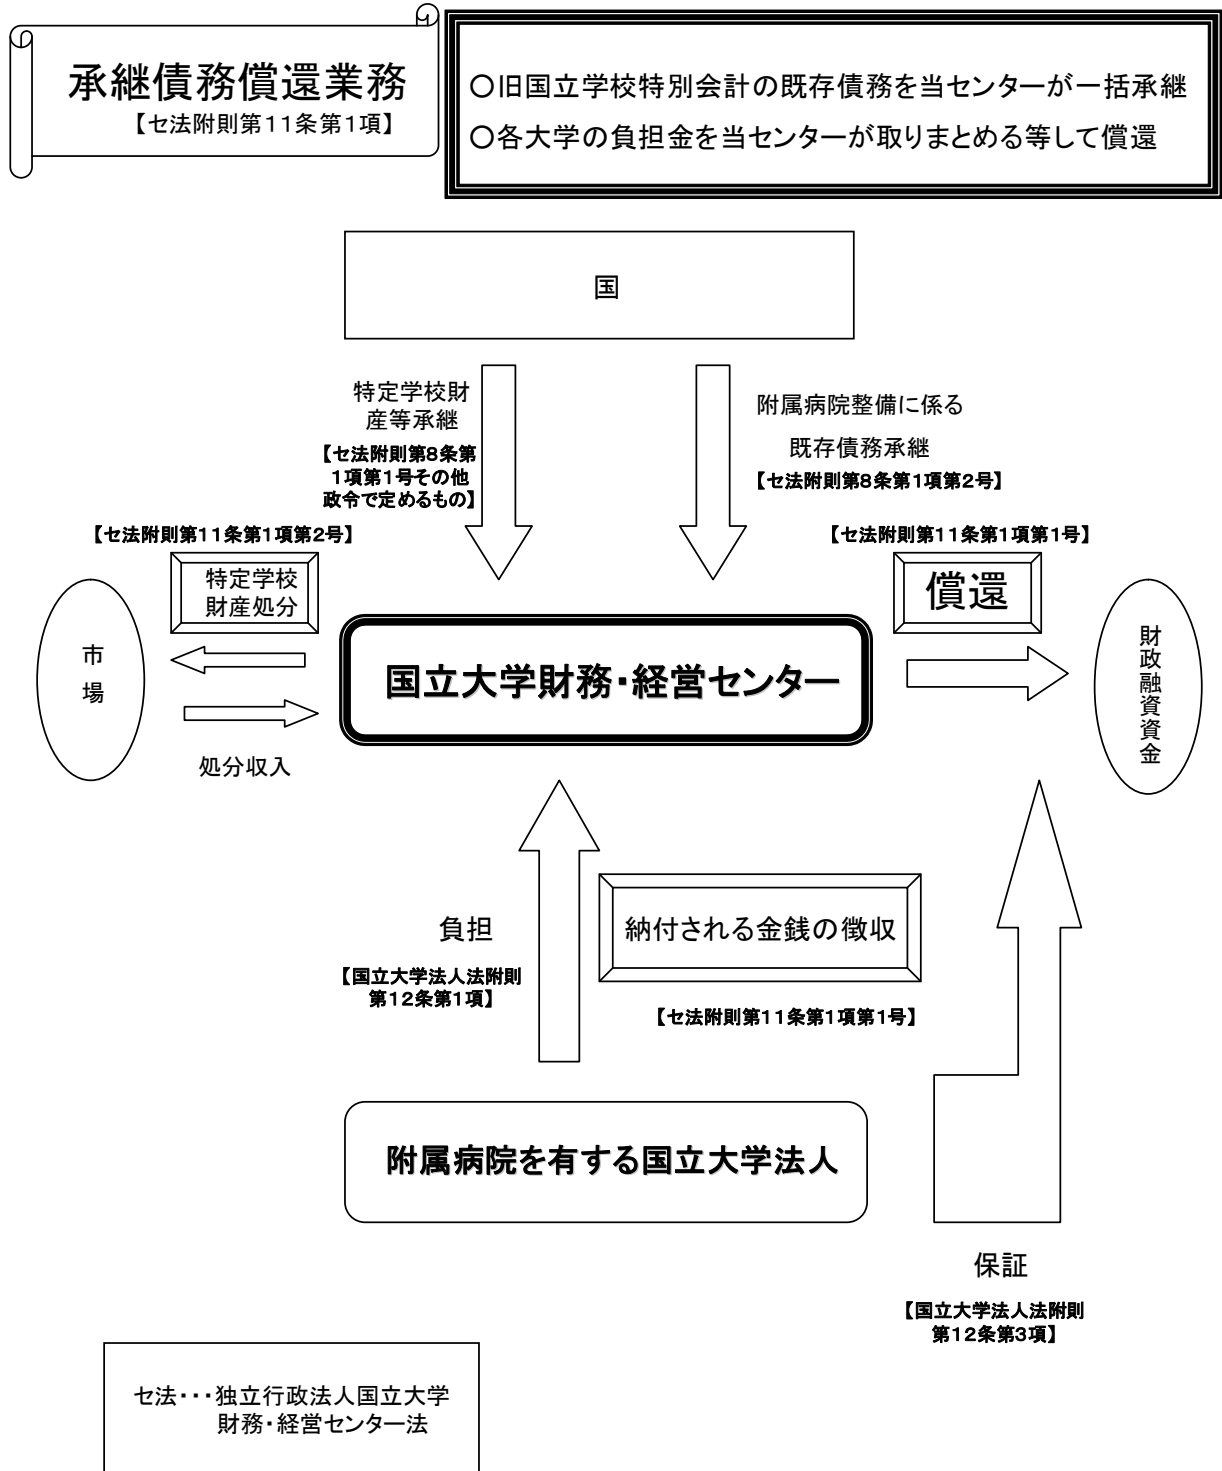 承継債務償還業務
【セ法附則第11条第1項】
○旧国立学校特別会計の既存債務を当センターが一括承継
○各大学の負担金を当センターが取りまとめる等して償還
国
特定学校財
産等承継
【セ法附則第8条第
1項第1号その他
政令で定めるもの】
附属病院整備に係る
既存債務承継
【セ法附則第8条第1項第2号】
【セ法附則第11条第1項第2号】
特定学校
財産処分
【セ法附則第11条第1項第1号】
償還
市
場
国立大学財務・経営センター
財政融資資金
処分収入
負担
【国立大学法人法附則
第12条第1項】
納付される金銭の徴収
【セ法附則第11条第1項第1号】
附属病院を有する国立大学法人
保証
【国立大学法人法附則
第12条第3項】
セ法・・・独立行政法人国立大学
財務・経営センター法